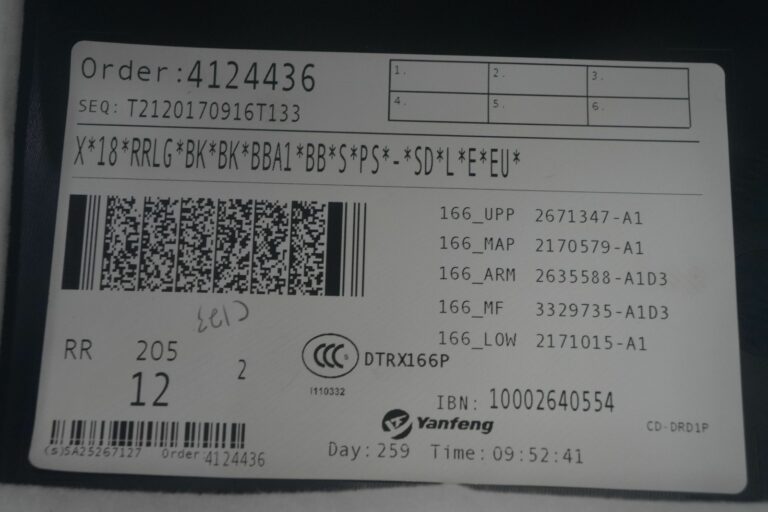 Order:4124436
1. 2. 3.
SEQ: T2120170916T133
4. 5. 6.
X*18*RRLG*BK*BK*BBA1*BB*S*PS*-*SD*L*E*EU*
166_UPP 2671347-A1
166_MAP 2170579-A1
166_ARM 2635588-A1D3
166_MF 3329735-A1D3
166_LOW 2171015-A1
RR 205
12 2
CCC S DTRX166P
I110332
IBN: 10002640554
Yanfeng
CD-DRD1P
(s)SA25267127 Order:4124436
Day: 259 Time: 09:52:41